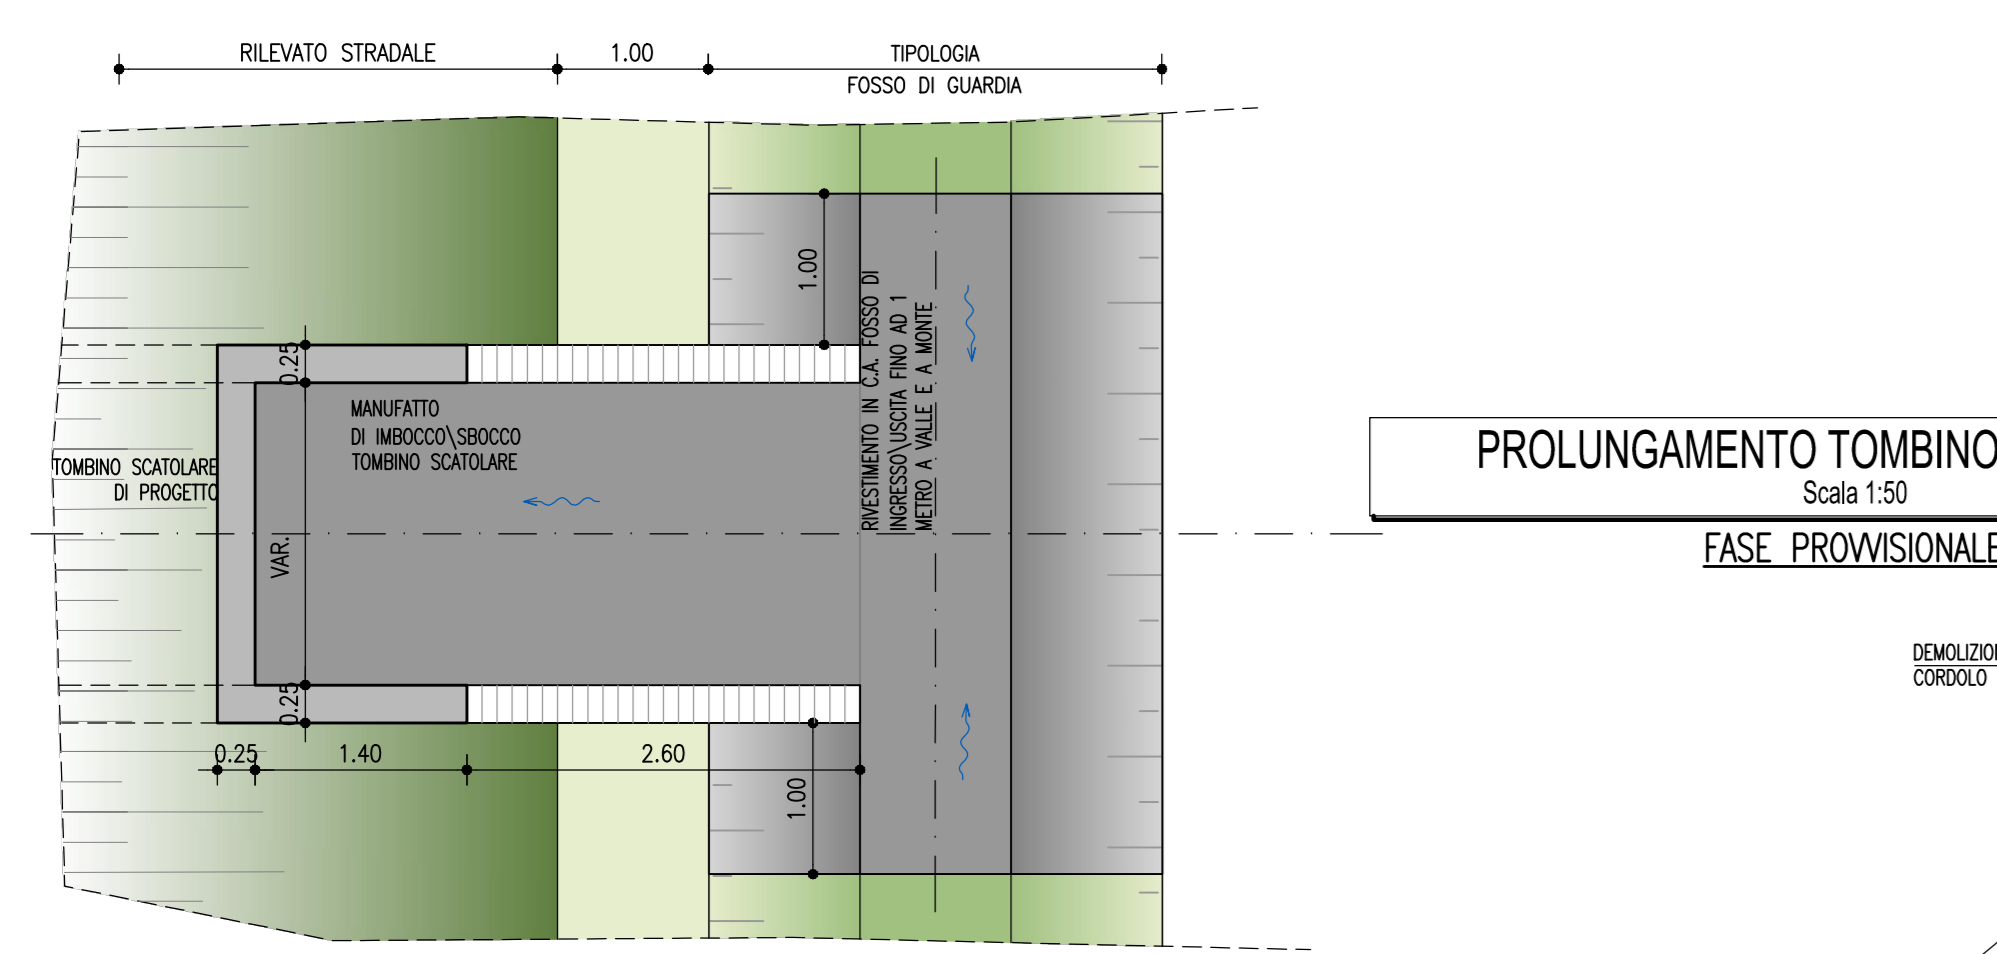 RILEVATO STRADALE
1.00
TIPOLOGIA
FOSSO DI GUARDIA
1.00
RIVESTIMENTO IN C.A. FOSSO DI
INGRESSO\USCITA FINO AD 1
METRO A VALLE E A MONTE
0.25
MANUFATTO
DI IMBOCCO\SBOCCO
TOMBINO SCATOLARE
TOMBINO SCATOLARE
DI PROGETTO
VAR.
0.25
0.25
1.40
2.60
1.00
PROLUNGAMENTO TOMBINO
Scala 1:50
FASE PROVVISIONALE
DEMOLIZIO
CORDOLO